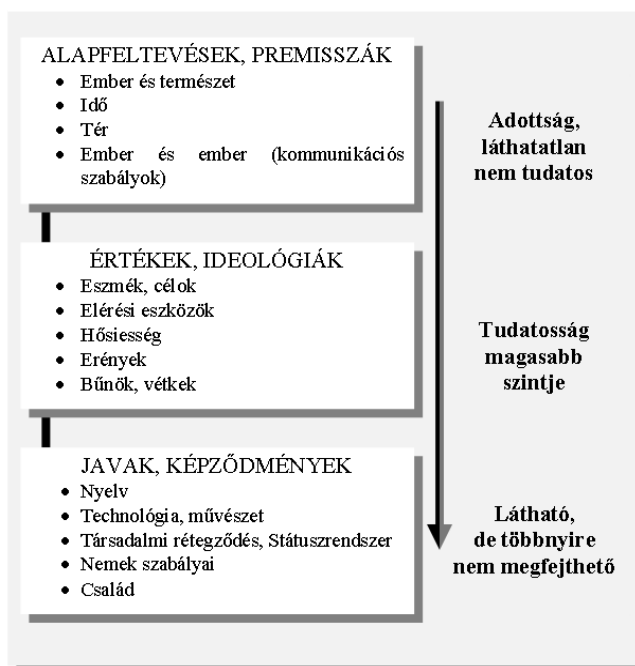 ALAPFELTEVÉSEK, PREMISSZÁK
• Ember és természet
• Idő
• Tér
• Ember és ember (kommunikációs
szabályok)
Adottság,
láthatatlan
nem tudatos
ÉRTÉKEK, IDEOLÓGIÁK
• Eszmék, célok
• Elérési eszközök
• Hősiesség
• Erények
• Bűnök, vétkek
Tudatosság
magasabb
szintje
JAVAK, KÉPZŐDMÉNYEK
• Nyelv
• Technológia, művészet
• Társadalmi rétegződés, Státuszrendszer
• Nemek szabályai
• Család
Látható,
de többnyire
nem megfejthető